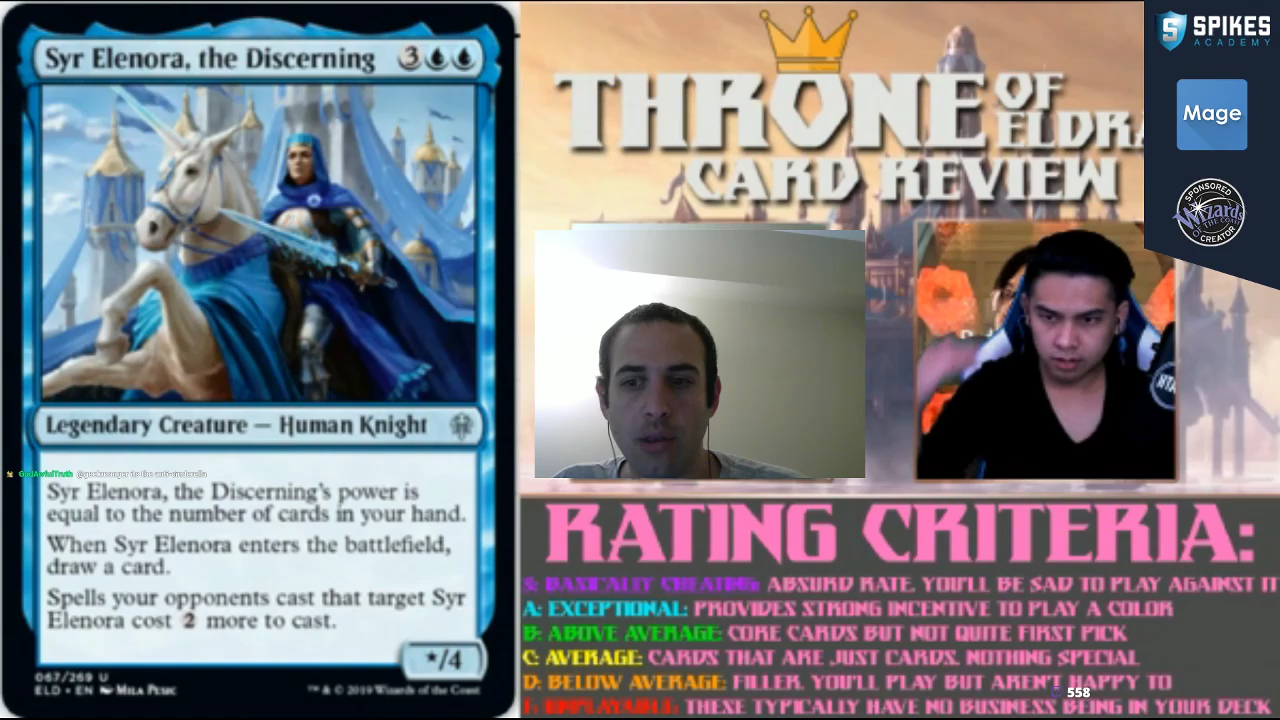 Syr Elenora, the Discerning 3
Legendary Creature — Human Knight
GodAwfulTruth
Syr Elenora, the Discerning's power is
equal to the number of cards in your hand.
When Syr Elenora enters the battlefield,
draw a card.
Spells your opponents cast that target Syr
Elenora cost 2 more to cast.
*/4
067/269 U
ELD • EN MILA PESIC
™ & © 2019 Wizards of the Coast
THRONE OF
ELDRA
CARD REVIEW
SPIKES
ACADEMY
Mage
SPONSORED
Wizards
OF THE COAST
CREATOR
HTA
RATING CRITERIA:
S: BASICALLY CHEATING: ABSURD RATE, YOU'LL BE SAD TO PLAY AGAINST IT
A: EXCEPTIONAL: PROVIDES STRONG INCENTIVE TO PLAY A COLOR
B: ABOVE AVERAGE: CORE CARDS BUT NOT QUITE FIRST PICK
C: AVERAGE: CARDS THAT ARE JUST CARDS, NOTHING SPECIAL
D: BELOW AVERAGE: FILLER, YOU'LL PLAY BUT AREN'T HAPPY TO
558
F: UNPLAYABLE: THESE TYPICALLY HAVE NO BUSINESS BEING IN YOUR DECK